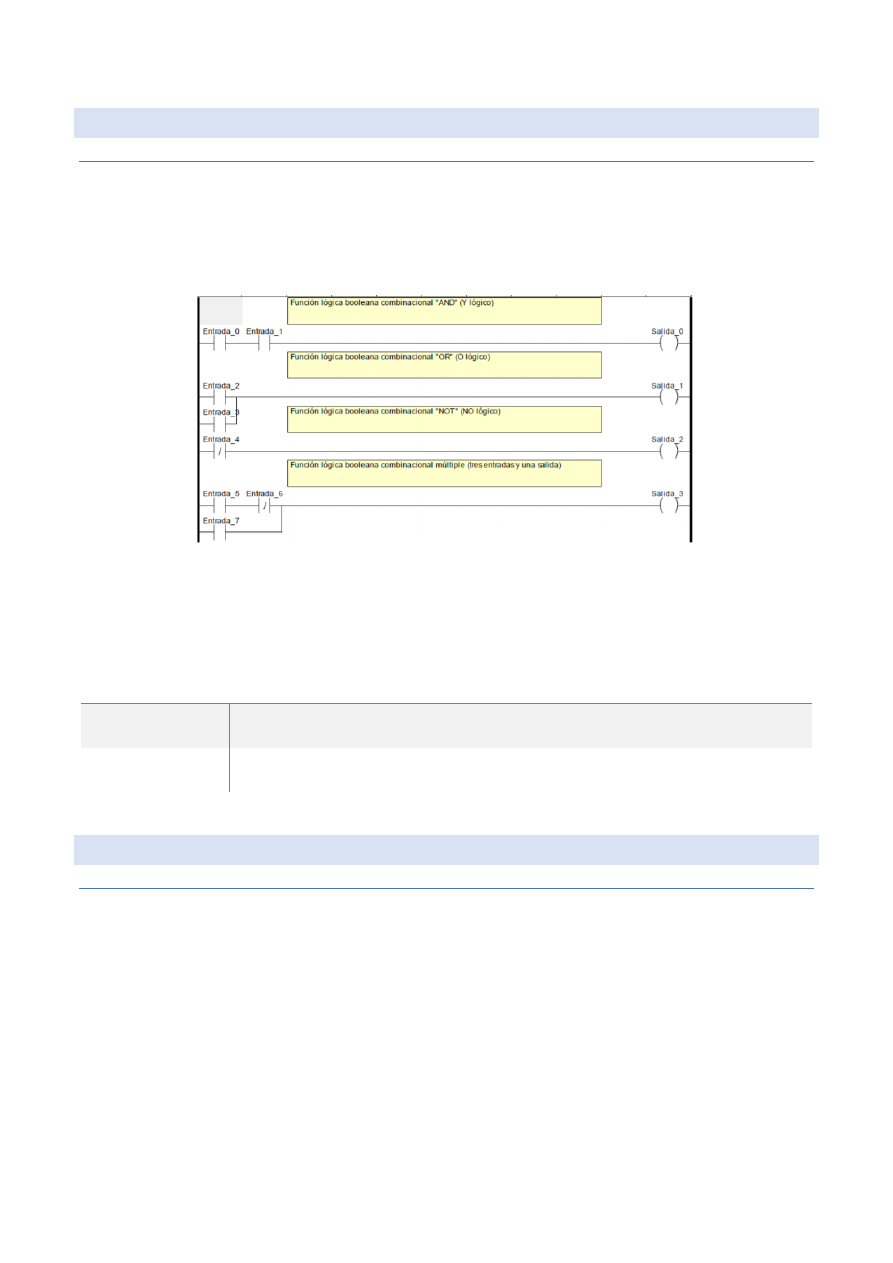 Función lógica booleana combinacional "AND" (Y lógico)
Entrada_0 Entrada_1 Salida_0
Función lógica booleana combinacional "OR" (O lógico)
Entrada_2 Salida_1
Entrada_3 Función lógica booleana combinacional "NOT" (NO lógico)
Entrada_4 Salida_2
Función lógica booleana combinacional múltiple (tres entradas y una salida)
Entrada_5 Entrada_6 Salida_3
Entrada_7